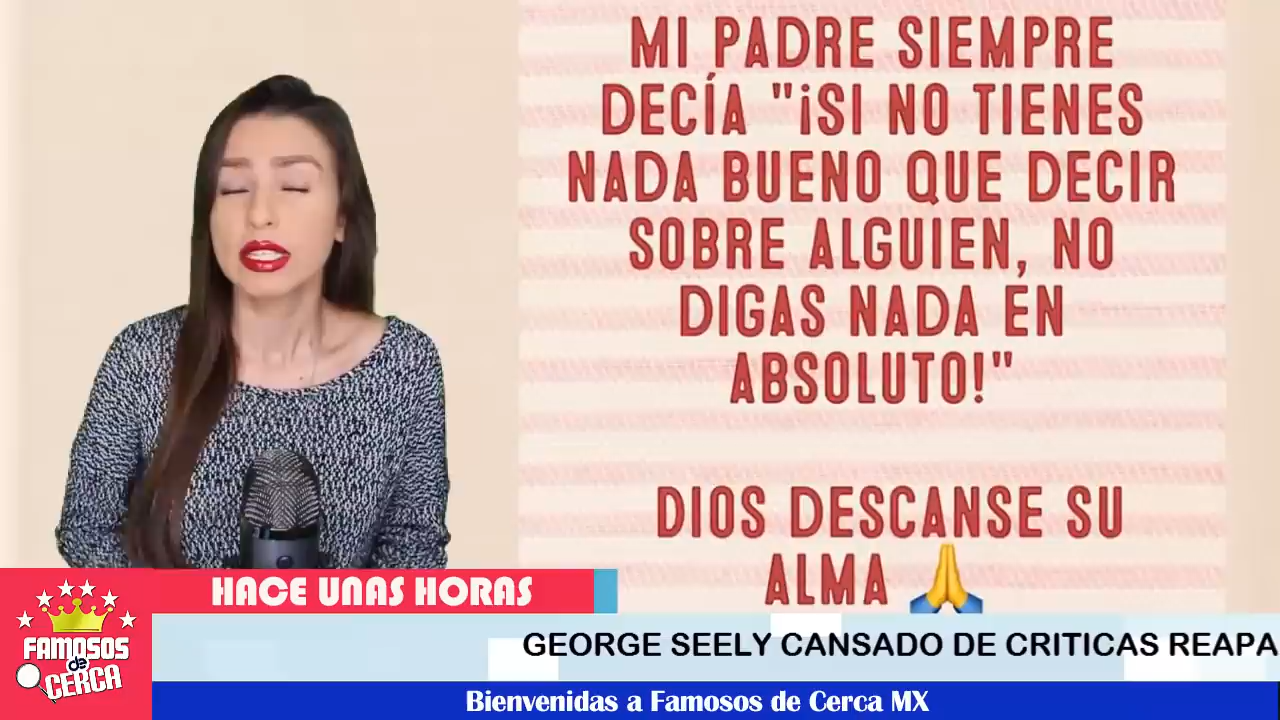 MI PADRE SIEMPRE
DECÍA "¡SI NO TIENES
NADA BUENO QUE DECIR
SOBRE ALGUIEN, NO
DIGAS NADA EN
ABSOLUTO!"
DIOS DESCANSE SU
ALMA 🙏
HACE UNAS HORAS
FAMOSOS
de
CERCA
GEORGE SEELY CANSADO DE CRITICAS REAPA
Bienvenidas a Famosos de Cerca MX